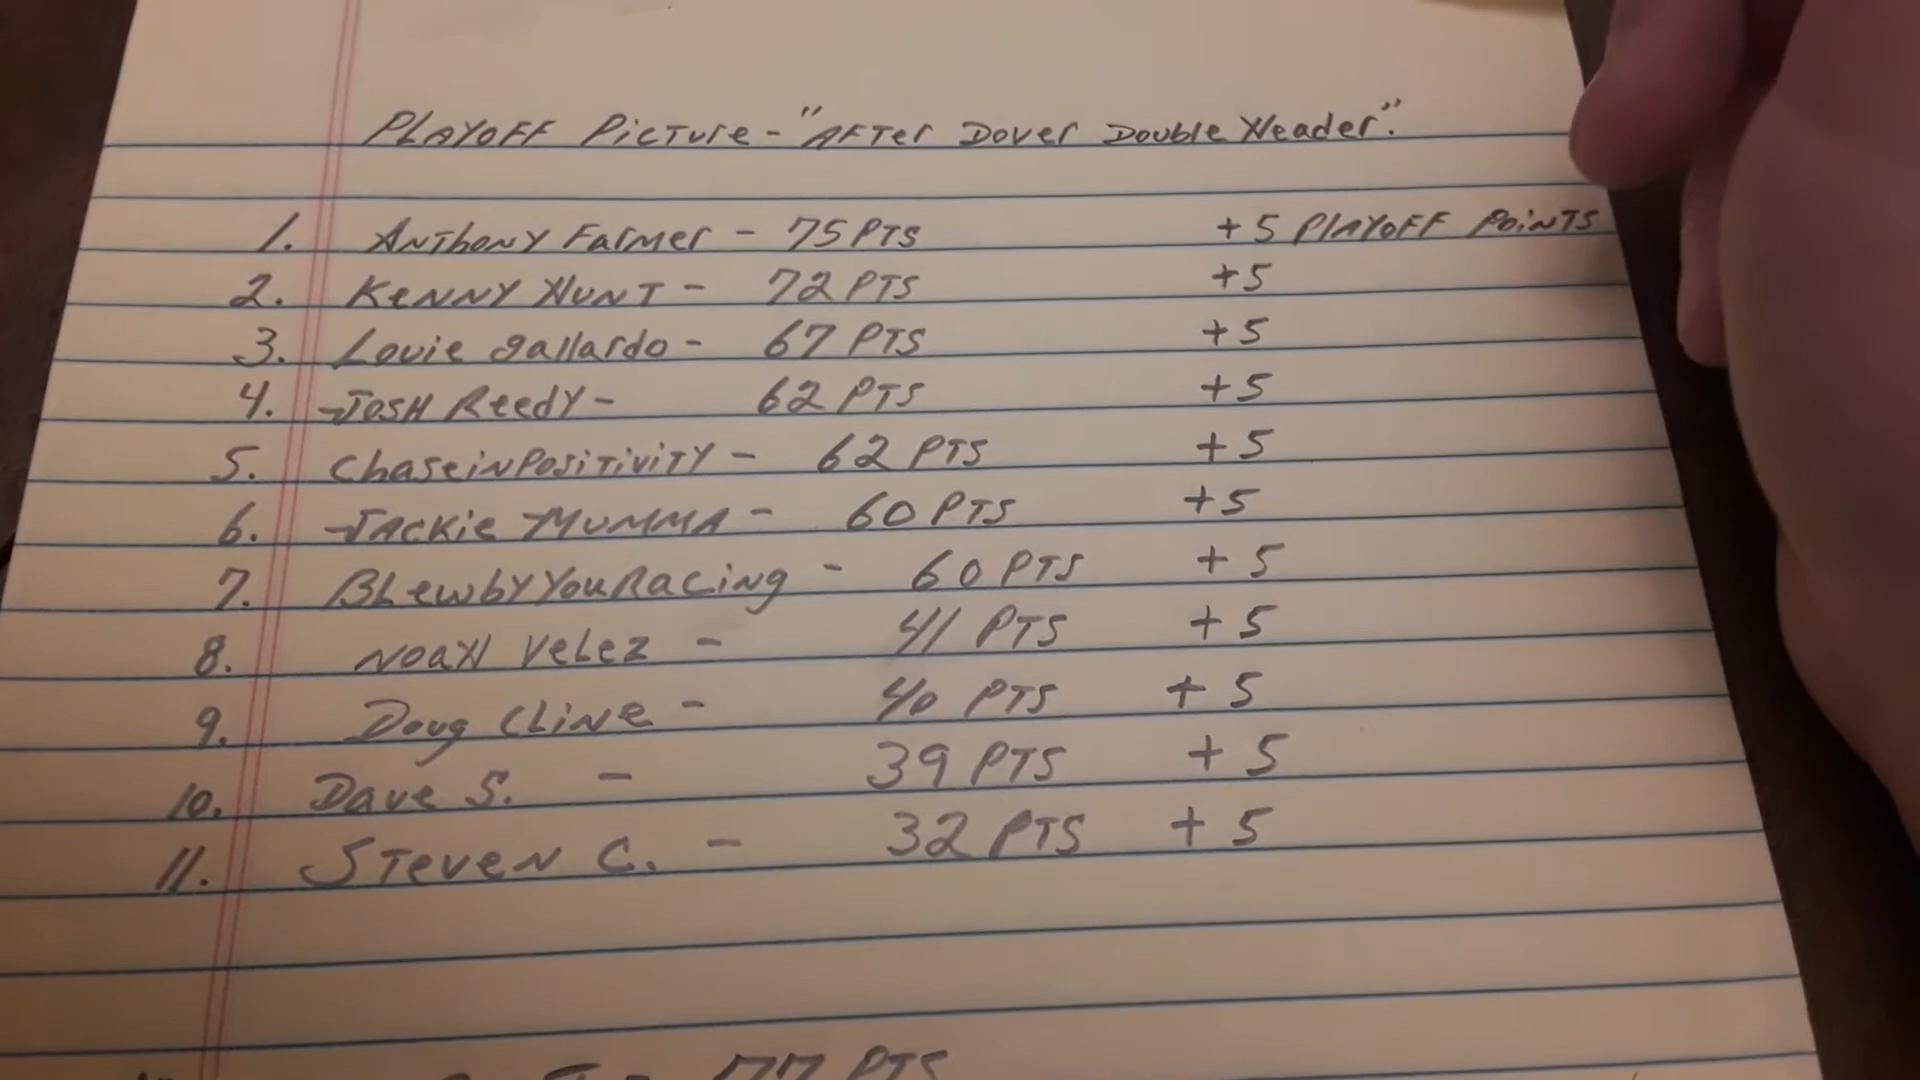 PLAYOFF PICTURE - "AFTER DOVER DOUBLE HEADER."
1. ANTHONY FARMER - 75 PTS +5 PLAYOFF POINTS
2. KENNY HUNT - 72 PTS +5
3. Louie gallardo - 67 PTS +5
4. JOSH REEDY - 62 PTS +5
5. ChaseinPositivity - 62 PTS +5
6. JACKIE MUMMA - 60 PTS +5
7. BLewbyYouRacing - 60 PTS +5
8. NOAH VELEZ - 41 PTS +5
9. Doug CLINE - 40 PTS +5
10. Dave S. - 39 PTS +5
11. STEVEN C. - 32 PTS +5
PTS